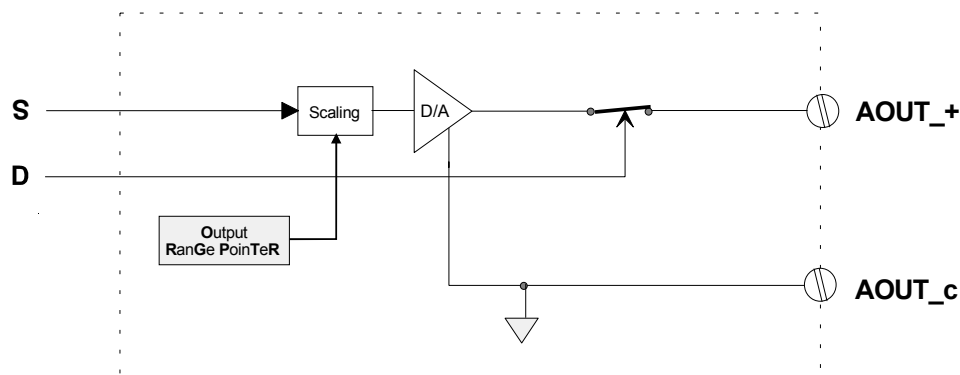 S
Scaling
D/A
AOUT_+
D
Output
RanGe PoinTeR
AOUT_c